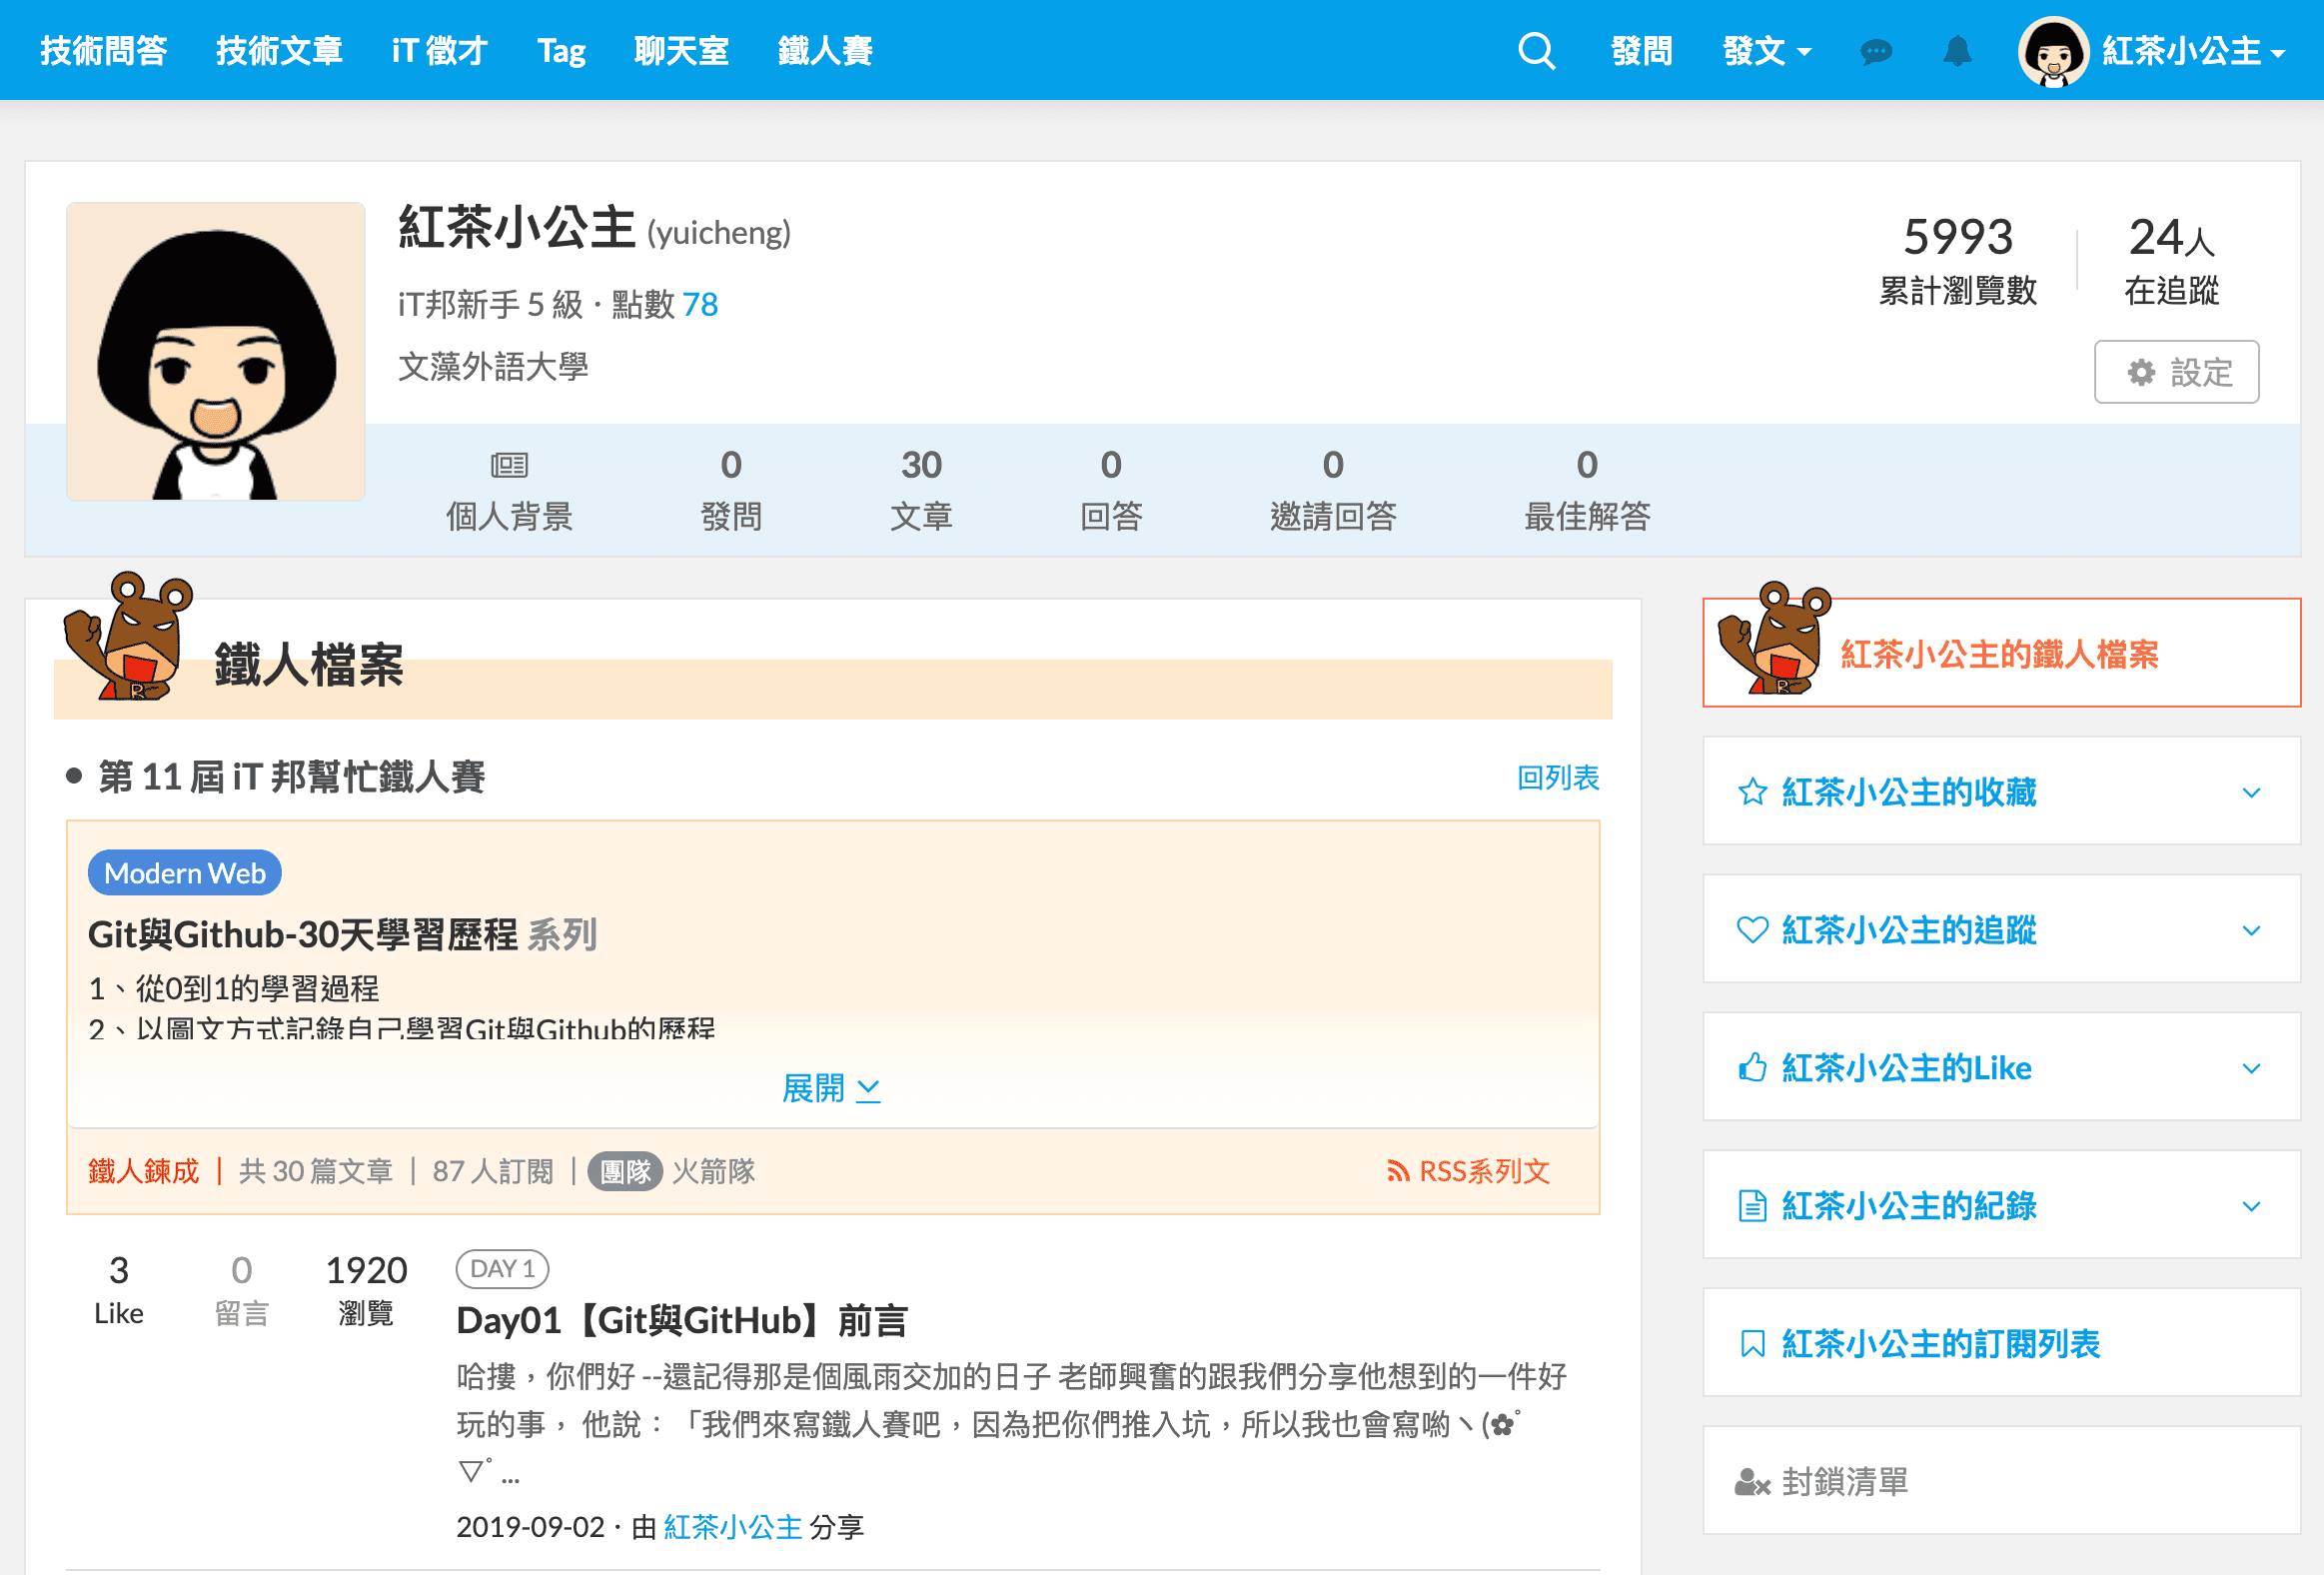 技術問答 技術文章 iT 徵才 Tag 聊天室 鐵人賽 發問 發文 紅茶小公主
紅茶小公主 (yuicheng)
iT邦新手 5 級 · 點數 78
文藻外語大學
5993
累計瀏覽數
24人
在追蹤
設定
個人背景
0
發問
30
文章
0
回答
0
邀請回答
0
最佳解答
鐵人檔案
第 11 屆 iT 邦幫忙鐵人賽 回列表
Modern Web
Git與Github-30天學習歷程 系列
1、從0到1的學習過程
2、以圖文方式記錄自己學習Git與Github的歷程
展開
鐵人鍊成 | 共 30 篇文章 | 87 人訂閱 | 團隊 火箭隊 RSS系列文
3
Like
0
留言
1920
瀏覽
DAY 1
Day01【Git與GitHub】前言
哈摟，你們好 --還記得那是個風雨交加的日子 老師興奮的跟我們分享他想到的一件好
玩的事， 他說：「我們來寫鐵人賽吧，因為把你們推入坑，所以我也會寫喲ヽ(✿ﾟ
▽ﾟ ...
2019-09-02 · 由 紅茶小公主 分享
紅茶小公主的鐵人檔案
紅茶小公主的收藏
紅茶小公主的追蹤
紅茶小公主的Like
紅茶小公主的紀錄
紅茶小公主的訂閱列表
封鎖清單